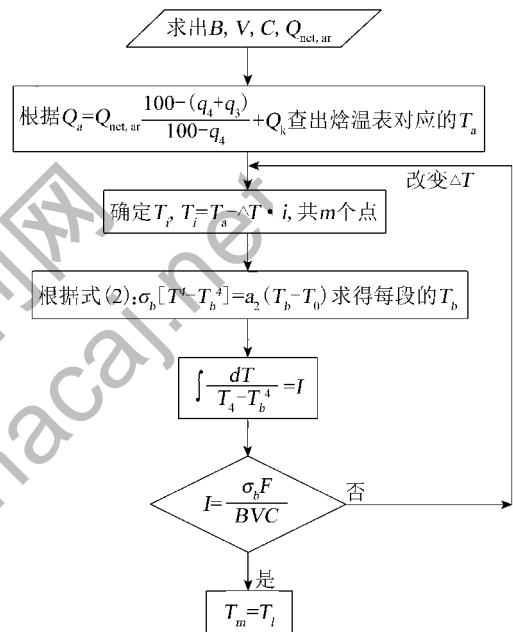 求出B, V, C, Q_net, ar
根据Q_a=Q_net, ar (100-(q_4+q_3))/(100-q_4)+Q_k查出焓温表对应的T_a
改变△T
确定T_i, T_i=T_a-△T·i, 共m个点
根据式(2):σ_b[T^4-T_b^4]=a_2(T_b-T_0)求得每段的T_b
∫dT/(T_4-T_b^4)=I
I=σ_bF/BVC
否
是
T_m=T_l